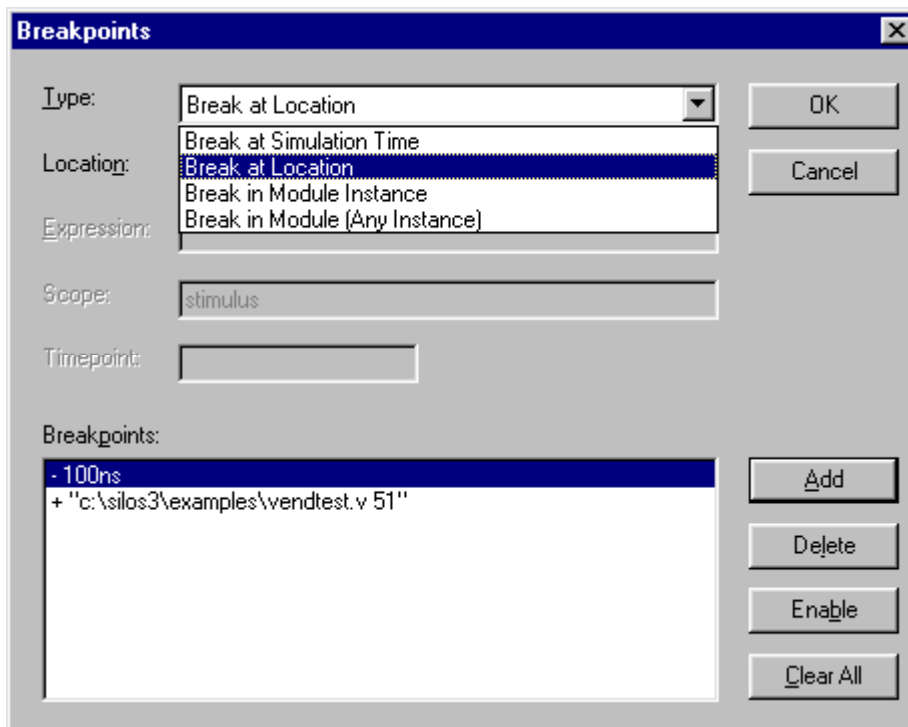 Breakpoints
Type:
Break at Location
OK
Break at Simulation Time
Location:
Break at Location
Cancel
Break in Module Instance
Break in Module (Any Instance)
Expression:
Scope:
stimulus
Timepoint:
Breakpoints:
- 100ns
Add
+ "c:\silos3\examples\vendtest.v 51"
Delete
Enable
Clear All